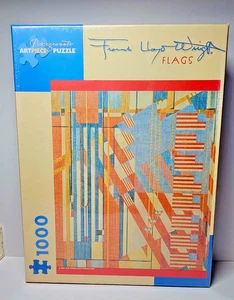 Pomegranate
ARTPIECE PUZZLE
Frank Lloyd Wright
FLAGS
1000